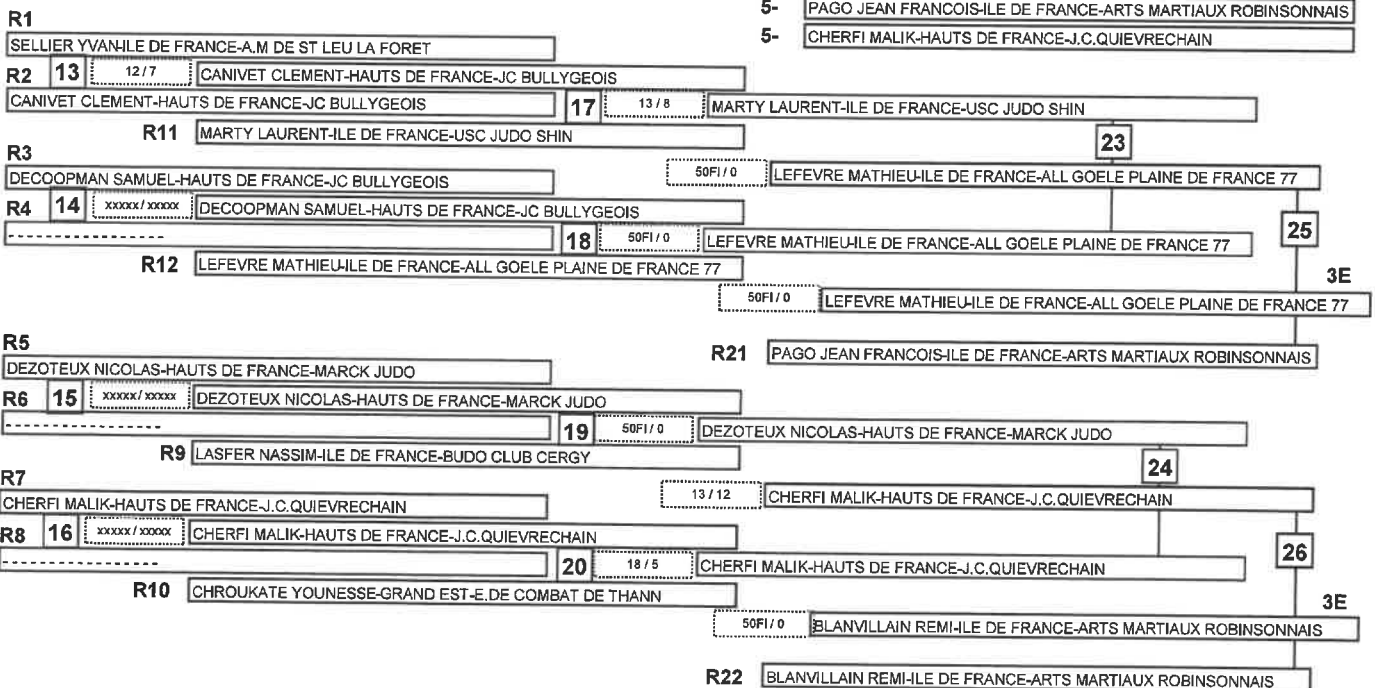 5- PAGO JEAN FRANCOIS-ILE DE FRANCE-ARTS MARTIAUX ROBINSONNAIS
R1
5- CHERFI MALIK-HAUTS DE FRANCE-J.C.QUIEVRECHAIN
SELLIER YVAN-ILE DE FRANCE-A.M DE ST LEU LA FORET
R2 13 12 / 7 CANIVET CLEMENT-HAUTS DE FRANCE-JC BULLYGEOIS
CANIVET CLEMENT-HAUTS DE FRANCE-JC BULLYGEOIS 17 13 / 8 MARTY LAURENT-ILE DE FRANCE-USC JUDO SHIN
R11 MARTY LAURENT-ILE DE FRANCE-USC JUDO SHIN
23
R3
50FI / 0 LEFEVRE MATHIEU-ILE DE FRANCE-ALL GOELE PLAINE DE FRANCE 77
DECOOPMAN SAMUEL-HAUTS DE FRANCE-JC BULLYGEOIS
R4 14 xxxxx / xxxxx DECOOPMAN SAMUEL-HAUTS DE FRANCE-JC BULLYGEOIS
25
- - - - - - - - - - - - - - - - 18 50FI / 0 LEFEVRE MATHIEU-ILE DE FRANCE-ALL GOELE PLAINE DE FRANCE 77
R12 LEFEVRE MATHIEU-ILE DE FRANCE-ALL GOELE PLAINE DE FRANCE 77
3E
50FI / 0 LEFEVRE MATHIEU-ILE DE FRANCE-ALL GOELE PLAINE DE FRANCE 77
R5
R21 PAGO JEAN FRANCOIS-ILE DE FRANCE-ARTS MARTIAUX ROBINSONNAIS
DEZOTEUX NICOLAS-HAUTS DE FRANCE-MARCK JUDO
R6 15 xxxxx / xxxxx DEZOTEUX NICOLAS-HAUTS DE FRANCE-MARCK JUDO
- - - - - - - - - - - - - - - - 19 50FI / 0 DEZOTEUX NICOLAS-HAUTS DE FRANCE-MARCK JUDO
R9 LASFER NASSIM-ILE DE FRANCE-BUDO CLUB CERGY
24
R7
13 / 12 CHERFI MALIK-HAUTS DE FRANCE-J.C.QUIEVRECHAIN
CHERFI MALIK-HAUTS DE FRANCE-J.C.QUIEVRECHAIN
R8 16 xxxxx / xxxxx CHERFI MALIK-HAUTS DE FRANCE-J.C.QUIEVRECHAIN
26
- - - - - - - - - - - - - - - - 20 18 / 5 CHERFI MALIK-HAUTS DE FRANCE-J.C.QUIEVRECHAIN
R10 CHROUKATE YOUNESSE-GRAND EST-E.DE COMBAT DE THANN
3E
50FI / 0 BLANVILLAIN REMI-ILE DE FRANCE-ARTS MARTIAUX ROBINSONNAIS
R22 BLANVILLAIN REMI-ILE DE FRANCE-ARTS MARTIAUX ROBINSONNAIS